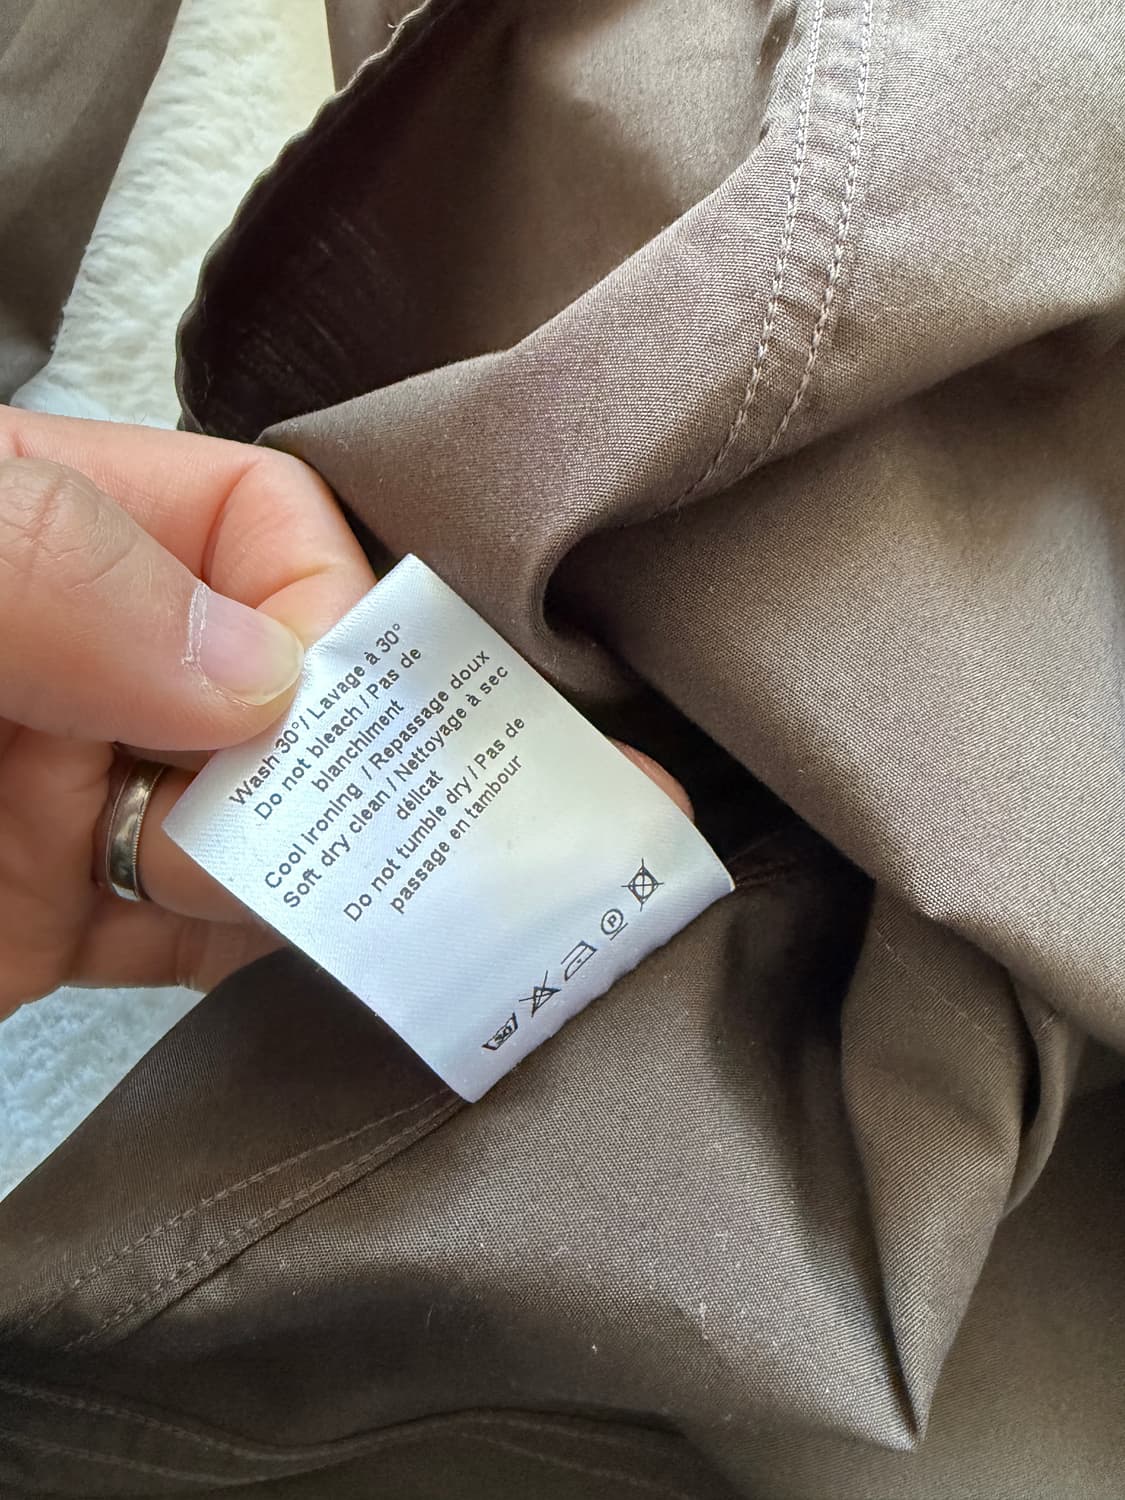 Wash 30°/ Lavage à 30°
Do not bleach / Pas de
blanchiment
Cool ironing / Repassage doux
Soft dry clean / Nettoyage à sec
délicat
Do not tumble dry / Pas de
passage en tambour
30 P